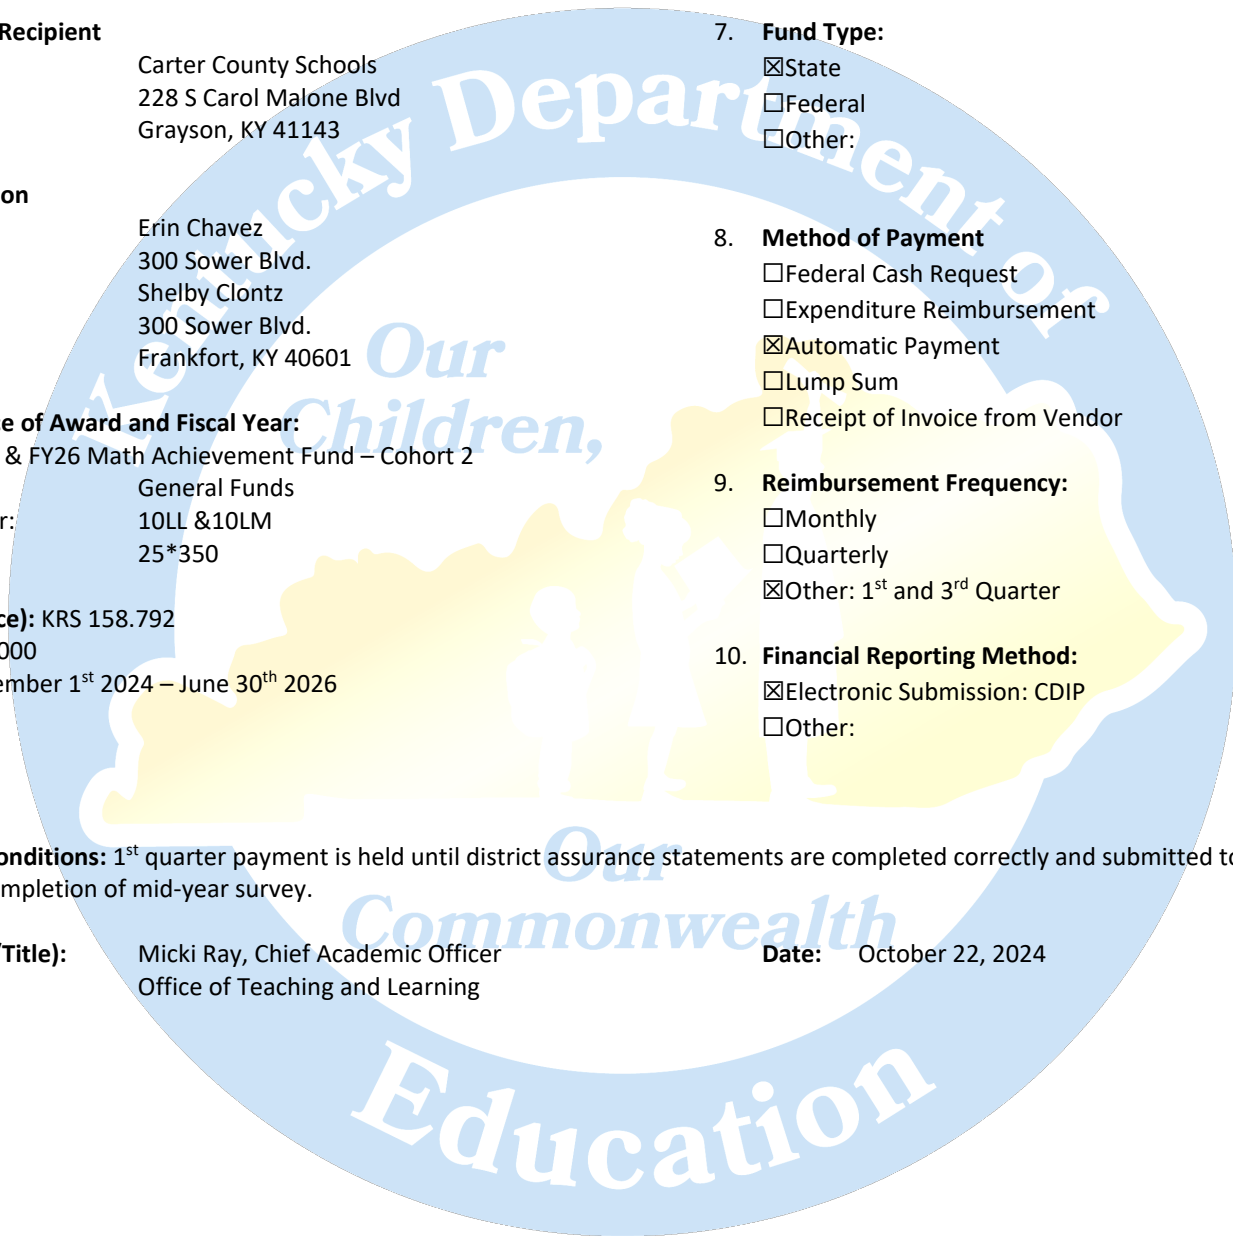 Recipient
Carter County Schools
228 S Carol Malone Blvd
Grayson, KY 41143
on
Erin Chavez
300 Sower Blvd.
Shelby Clontz
300 Sower Blvd.
Frankfort, KY 40601
e of Award and Fiscal Year:
& FY26 Math Achievement Fund – Cohort 2
General Funds
r: 10LL &10LM
25*350
ce): KRS 158.792
000
ember 1st 2024 – June 30th 2026
7. Fund Type:
☒State
☐Federal
☐Other:
8. Method of Payment
☐Federal Cash Request
☐Expenditure Reimbursement
☒Automatic Payment
☐Lump Sum
☐Receipt of Invoice from Vendor
9. Reimbursement Frequency:
☐Monthly
☐Quarterly
☒Other: 1st and 3rd Quarter
10. Financial Reporting Method:
☒Electronic Submission: CDIP
☐Other:
onditions: 1st quarter payment is held until district assurance statements are completed correctly and submitted to
mpletion of mid-year survey.
/Title): Micki Ray, Chief Academic Officer Date: October 22, 2024
Office of Teaching and Learning
Kentucky Department of
Education
Our
Children,
Our
Commonwealth